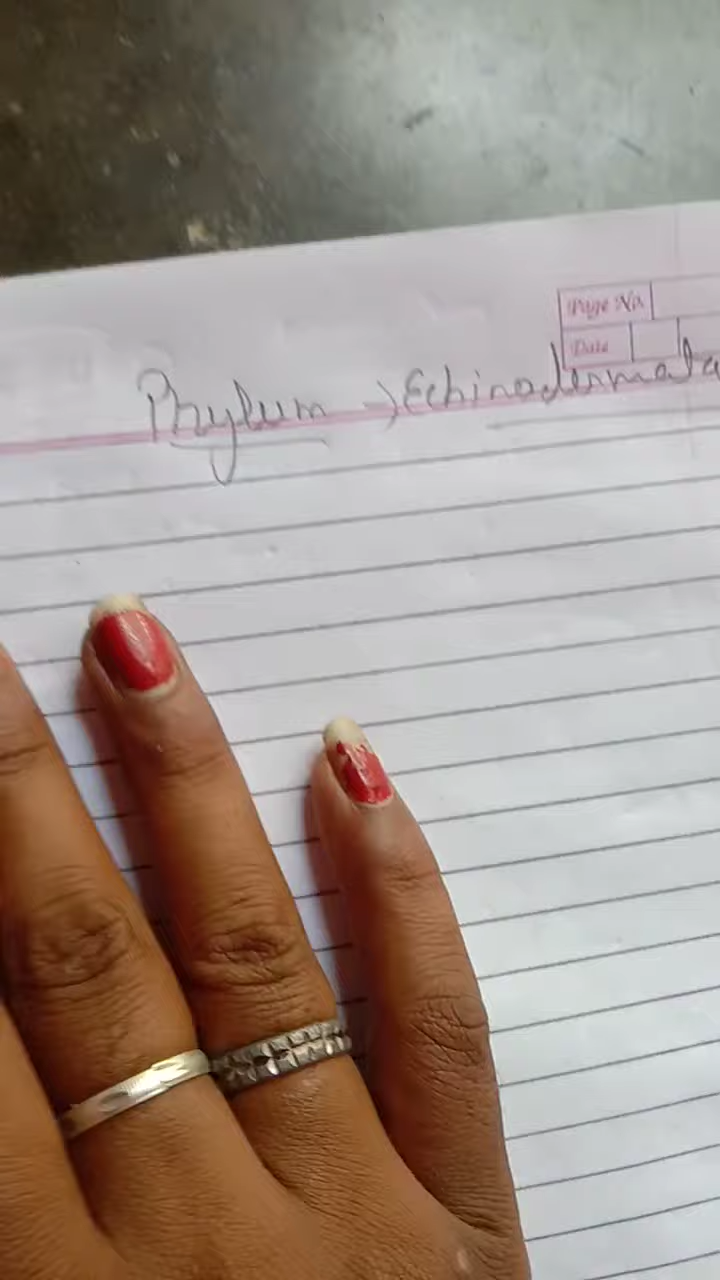 Page No.
Date
Phylum → Echinodermata